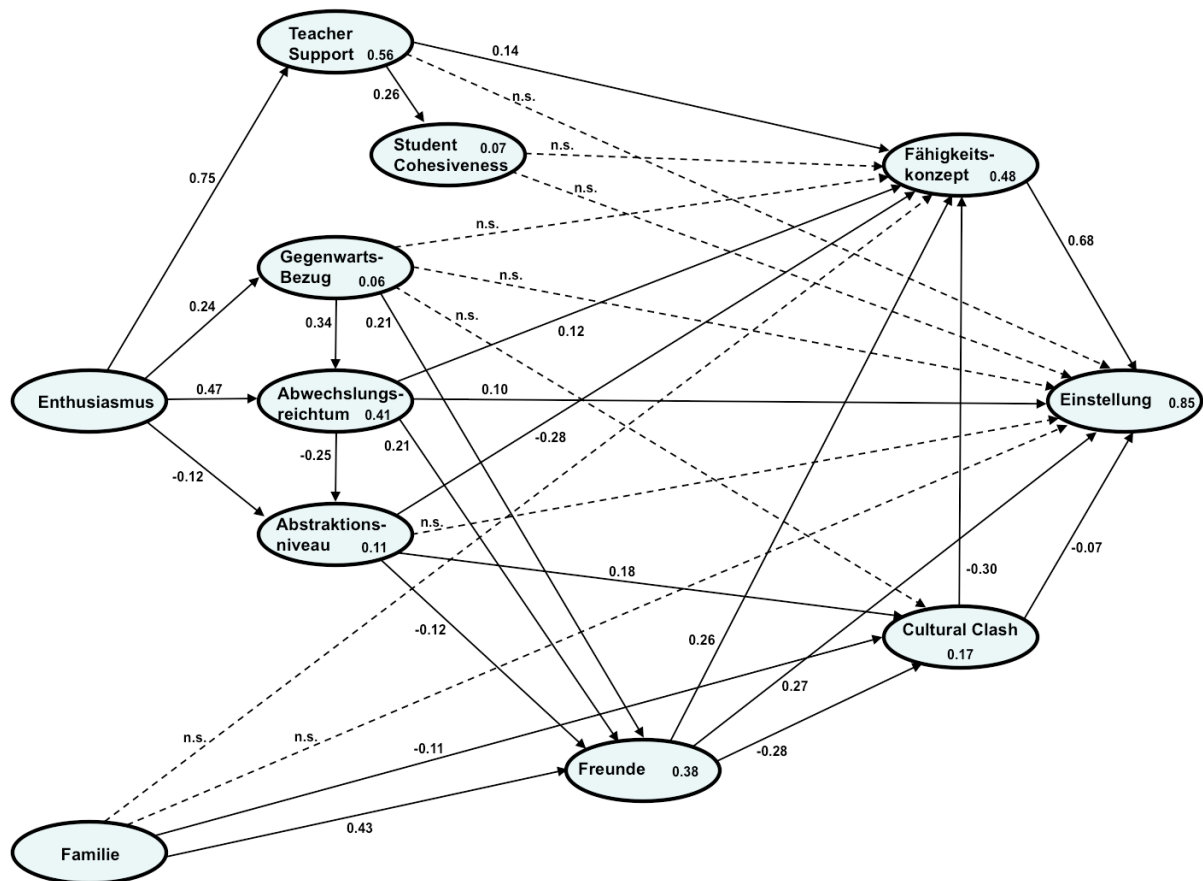 Teacher
Support 0.56
0.14
0.26
n.s.
Student 0.07
Cohesiveness
n.s.
Fähigkeits-
konzept 0.48
0.75
n.s.
n.s.
Gegenwarts-
Bezug 0.06
n.s.
0.68
0.24
0.34
0.21
n.s.
0.12
Enthusiasmus
0.47
Abwechslungs-
reichtum 0.41
0.10
Einstellung 0.85
-0.25
0.21
-0.28
-0.12
Abstraktions-
niveau 0.11
n.s.
0.18
-0.30
-0.07
-0.12
0.26
Cultural Clash
0.17
0.27
n.s.
n.s.
-0.11
-0.28
Freunde 0.38
0.43
Familie